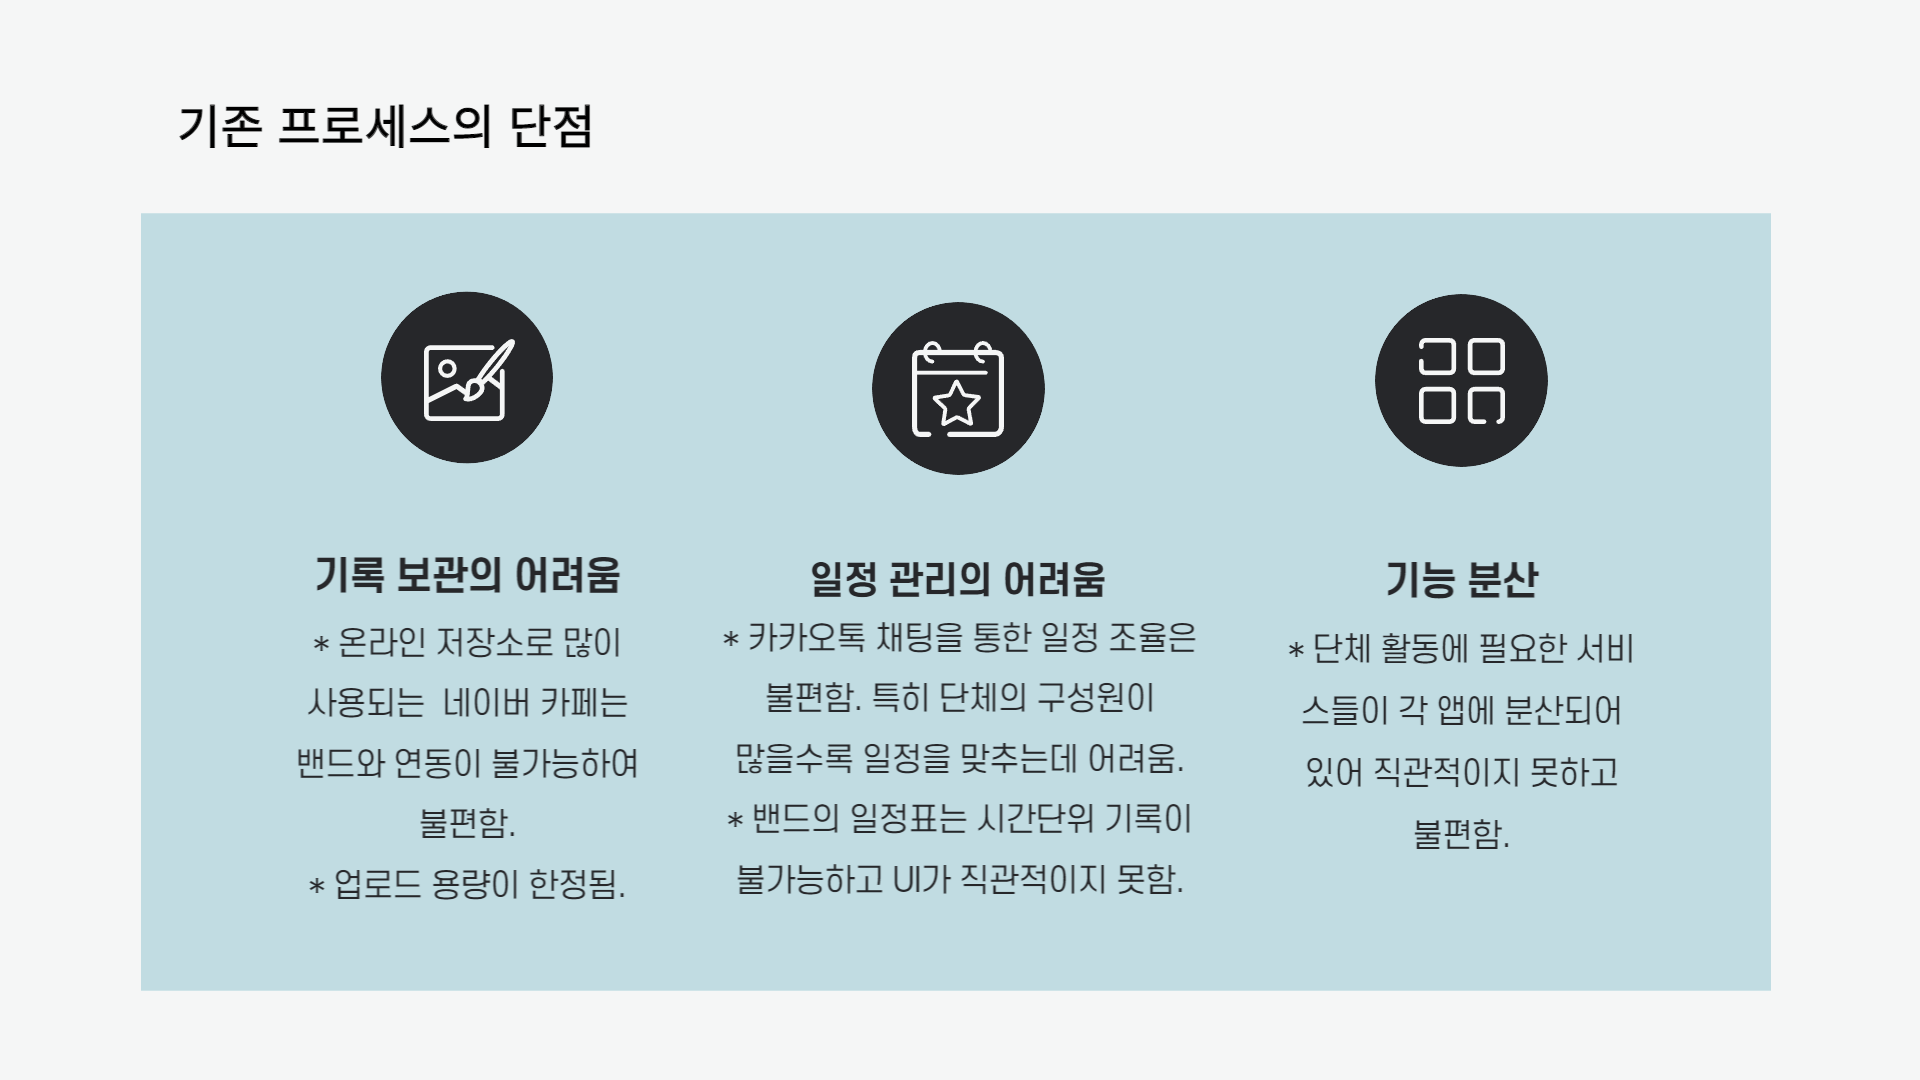 기존 프로세스의 단점
기록 보관의 어려움
* 온라인 저장소로 많이
사용되는 네이버 카페는
밴드와 연동이 불가능하여
불편함.
* 업로드 용량이 한정됨.
일정 관리의 어려움
* 카카오톡 채팅을 통한 일정 조율은
불편함. 특히 단체의 구성원이
많을수록 일정을 맞추는데 어려움.
* 밴드의 일정표는 시간단위 기록이
불가능하고 UI가 직관적이지 못함.
기능 분산
* 단체 활동에 필요한 서비
스들이 각 앱에 분산되어
있어 직관적이지 못하고
불편함.